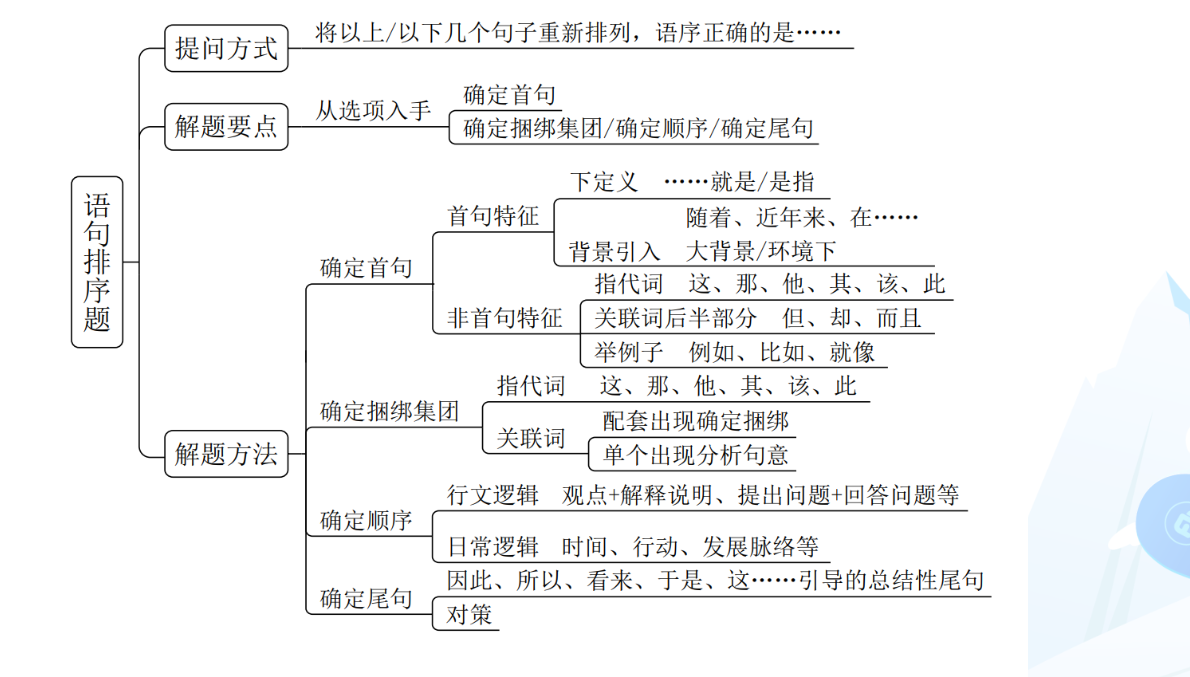 语句排序题
提问方式
将以上/以下几个句子重新排列，语序正确的是……
解题要点
从选项入手
确定首句
确定捆绑集团/确定顺序/确定尾句
解题方法
确定首句
首句特征
下定义 ……就是/是指
背景引入 随着、近年来、在……
大背景/环境下
非首句特征
指代词 这、那、他、其、该、此
关联词后半部分 但、却、而且
举例子 例如、比如、就像
确定捆绑集团
指代词 这、那、他、其、该、此
关联词
配套出现确定捆绑
单个出现分析句意
确定顺序
行文逻辑 观点+解释说明、提出问题+回答问题等
日常逻辑 时间、行动、发展脉络等
确定尾句
因此、所以、看来、于是、这……引导的总结性尾句
对策